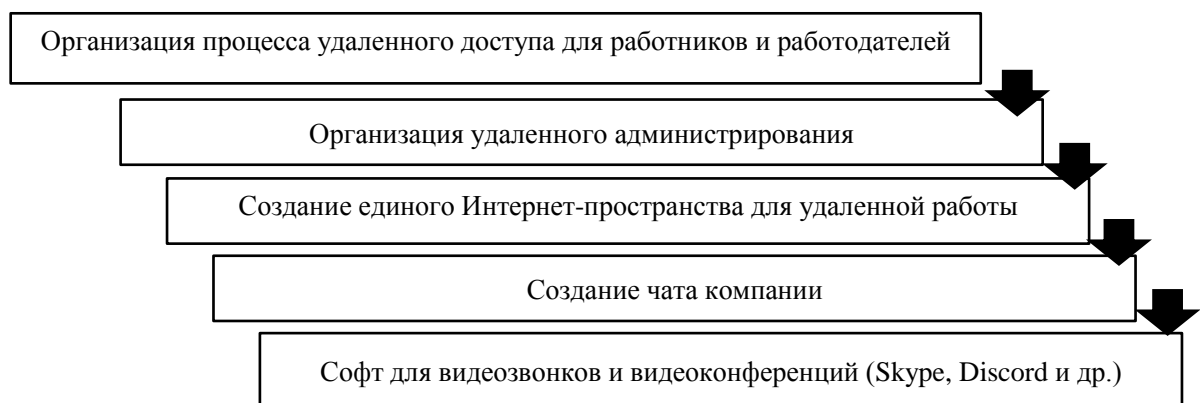 Организация процесса удаленного доступа для работников и работодателей
Организация удаленного администрирования
Создание единого Интернет-пространства для удаленной работы
Создание чата компании
Софт для видеозвонков и видеоконференций (Skype, Discord и др.)